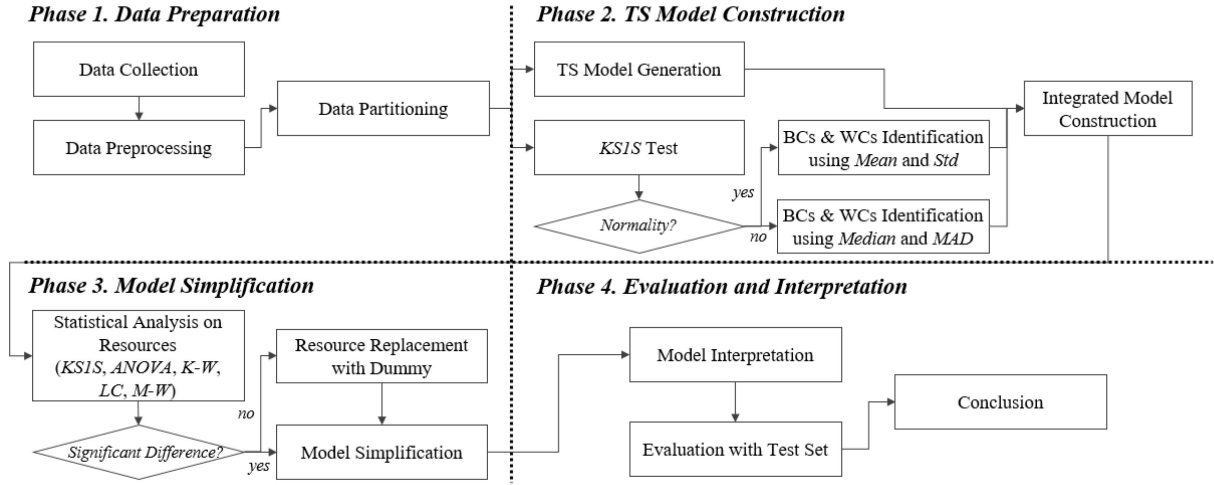 Phase 1. Data Preparation
Data Collection
Data Preprocessing
Data Partitioning
Phase 2. TS Model Construction
TS Model Generation
KS1S Test
Normality?
yes
no
BCs & WCs Identification
using Mean and Std
BCs & WCs Identification
using Median and MAD
Integrated Model
Construction
Phase 3. Model Simplification
Statistical Analysis on
Resources
(KS1S, ANOVA, K-W,
LC, M-W)
Significant Difference?
no
yes
Resource Replacement
with Dummy
Model Simplification
Phase 4. Evaluation and Interpretation
Model Interpretation
Evaluation with Test Set
Conclusion